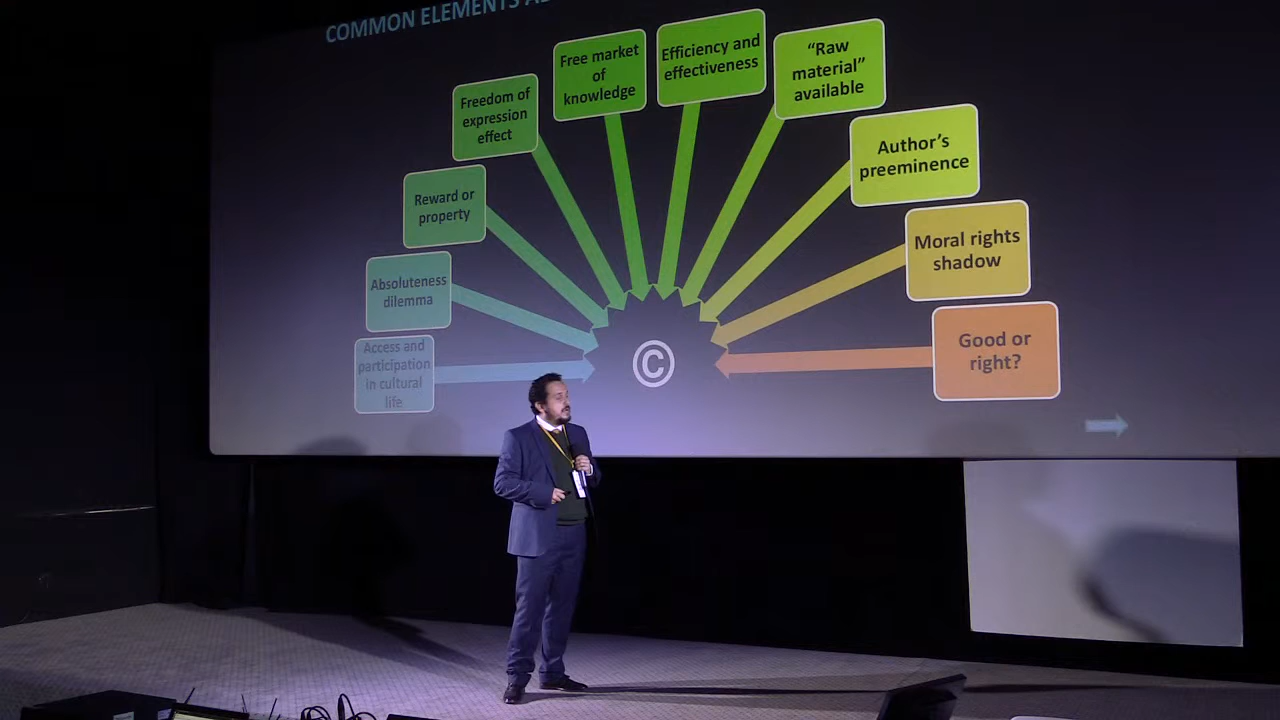 COMMON ELEMENTS
Access and
participation
in cultural
life
Absoluteness
dilemma
Reward or
property
Freedom of
expression
effect
Free market
of
knowledge
Efficiency and
effectiveness
“Raw
material”
available
Author’s
preeminence
Moral rights
shadow
Good or
right?
©